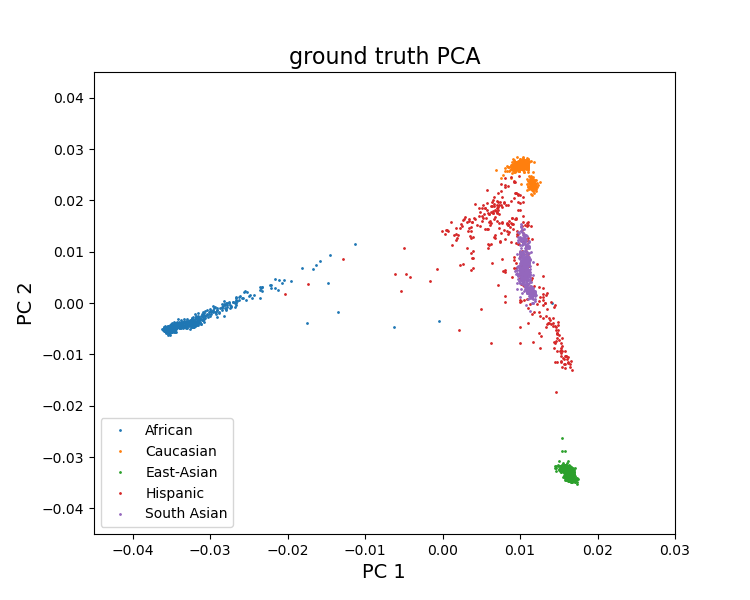 ground truth PCA
0.04
0.03
0.02
0.01
0.00
−0.01
−0.02
−0.03
−0.04
PC 2
African
Caucasian
East-Asian
Hispanic
South Asian
−0.04 −0.03 −0.02 −0.01 0.00 0.01 0.02 0.03
PC 1